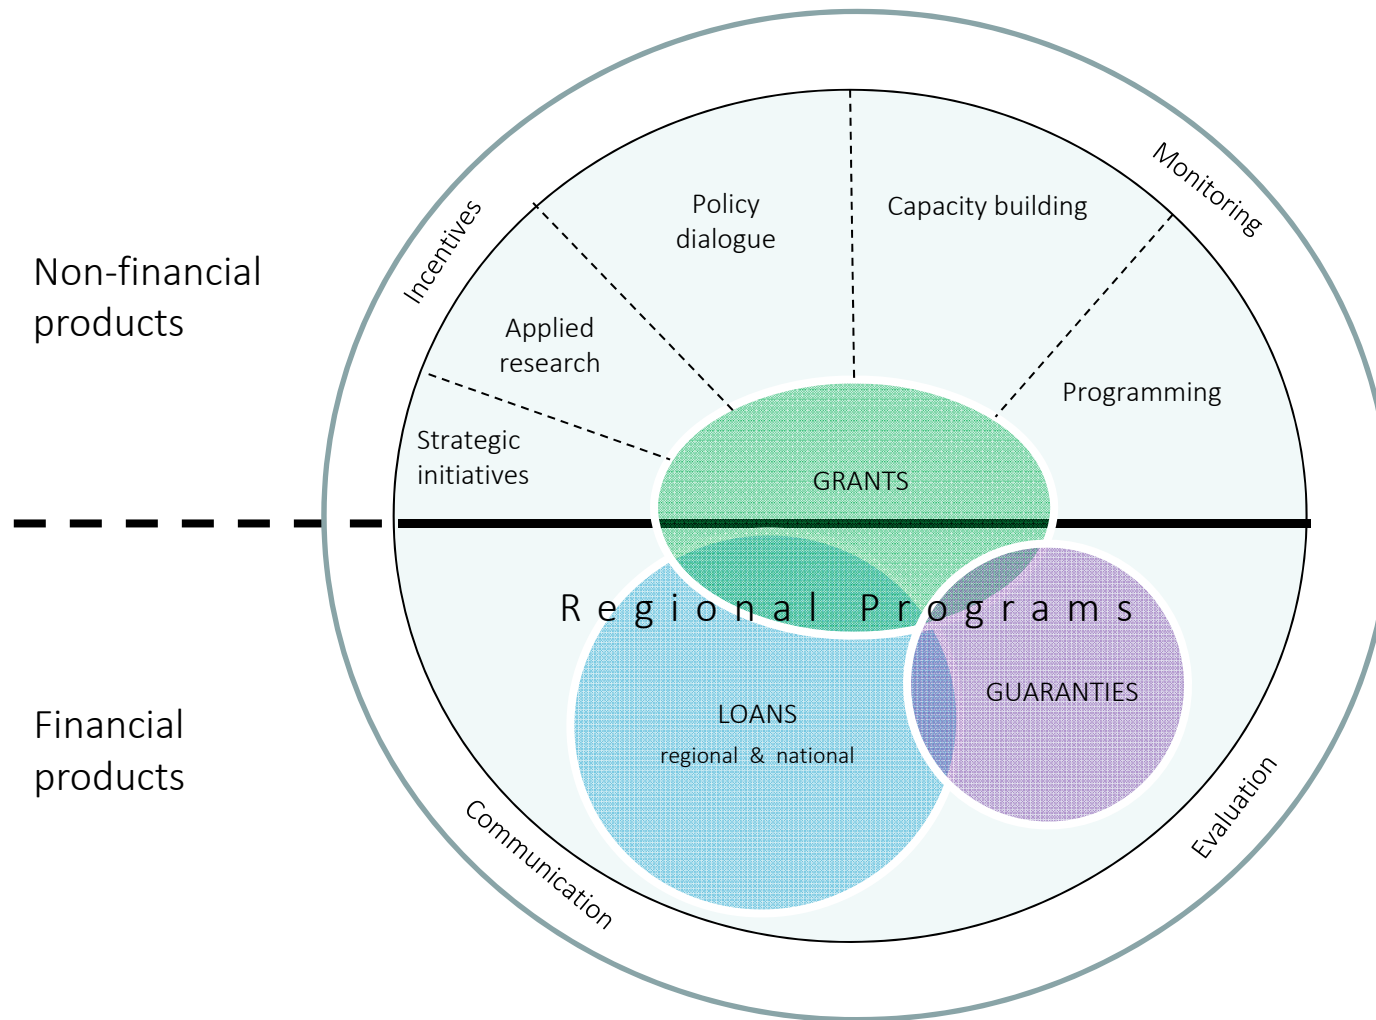 Monitoring
Policy
dialogue
Capacity building
Incentives
Non-financial
products
Applied
research
Programming
Strategic
initiatives
GRANTS
Regional Programs
GUARANTIES
LOANS
regional & national
Financial
products
Communication
Evaluation